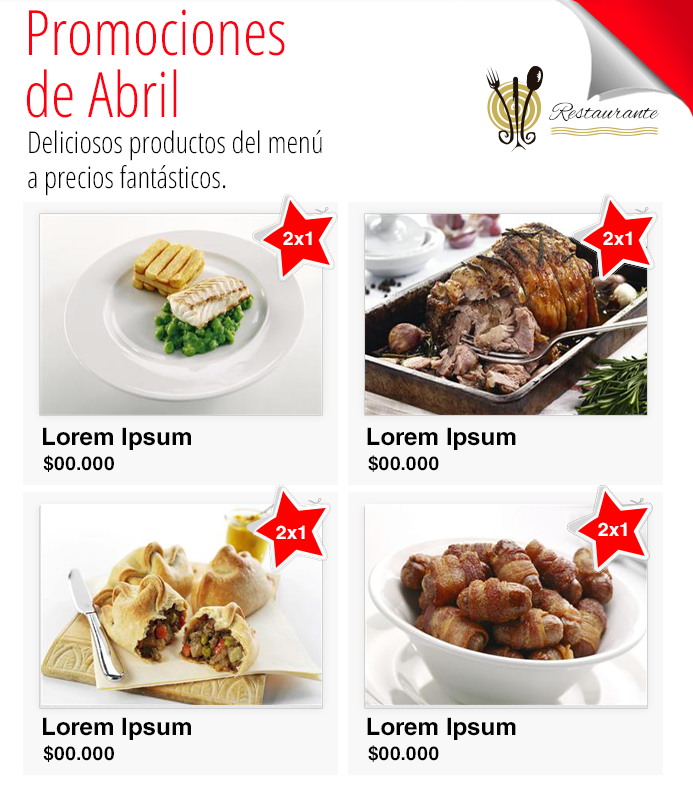 Promociones
de Abril
Deliciosos productos del menú
a precios fantásticos.
Restaurante
2x1
2x1
Lorem Ipsum
$00.000
Lorem Ipsum
$00.000
2x1
2x1
Lorem Ipsum
$00.000
Lorem Ipsum
$00.000